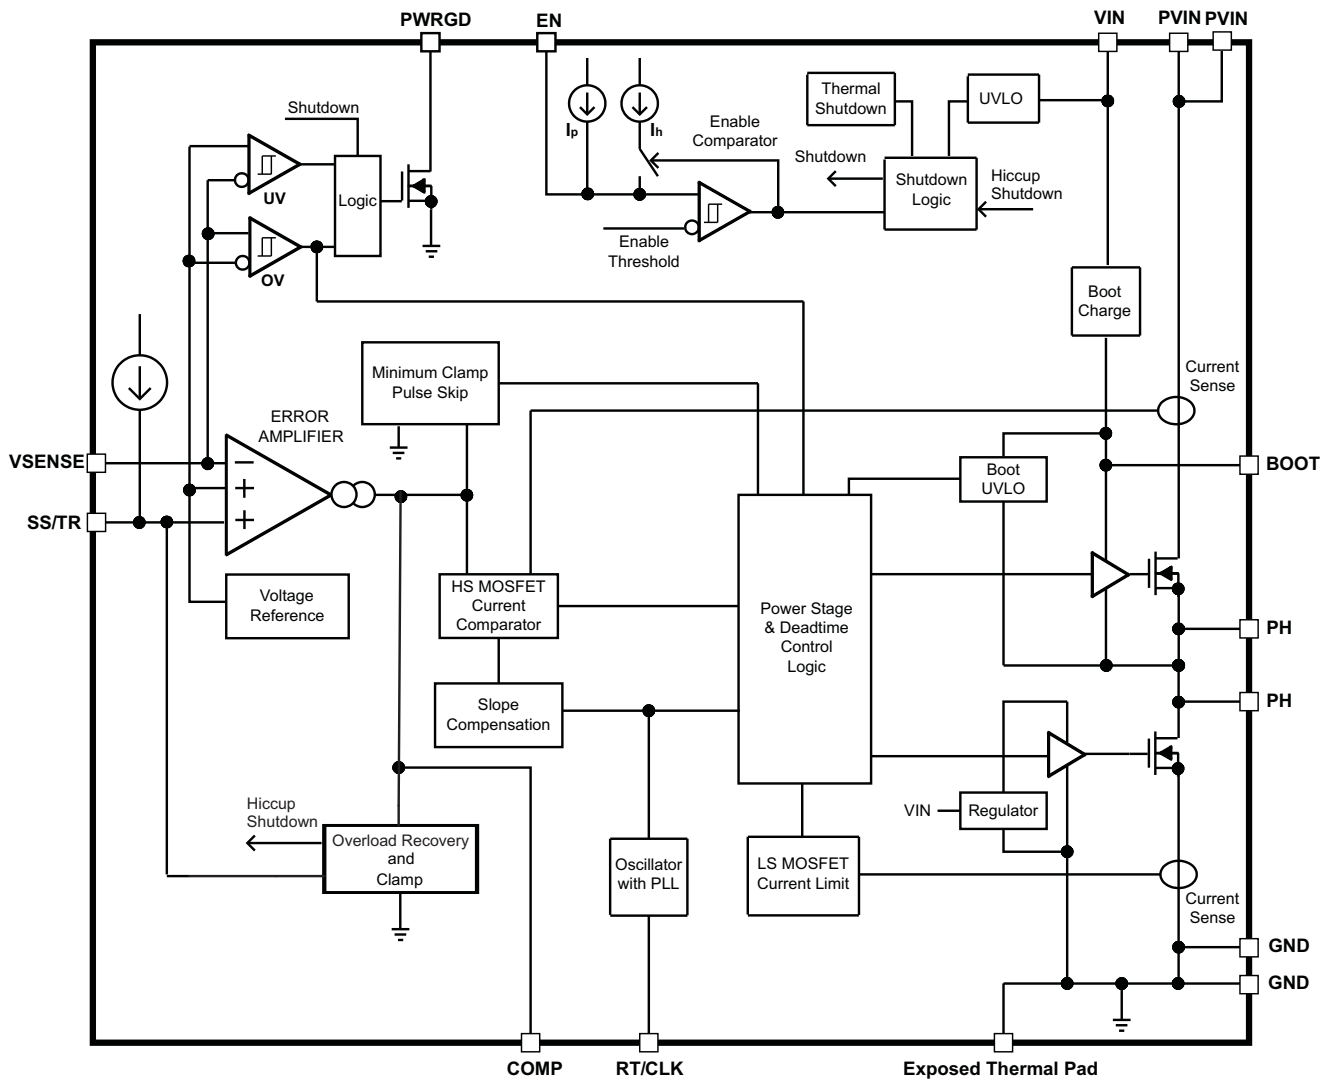 PWRGD
EN
VIN
PVIN
PVIN
Shutdown
Ip
Ih
Enable
Comparator
Thermal
Shutdown
UVLO
Shutdown
Shutdown
Logic
Hiccup
Shutdown
UV
Logic
Enable
Threshold
OV
Boot
Charge
Minimum Clamp
Pulse Skip
Current
Sense
ERROR
AMPLIFIER
VSENSE
BOOT
Boot
UVLO
SS/TR
−
+
+
Voltage
Reference
HS MOSFET
Current
Comparator
Power Stage
& Deadtime
Control
Logic
PH
Slope
Compensation
PH
Hiccup
Shutdown
VIN
Regulator
Overload Recovery
and
Clamp
Oscillator
with PLL
LS MOSFET
Current Limit
Current
Sense
GND
GND
COMP
RT/CLK
Exposed Thermal Pad